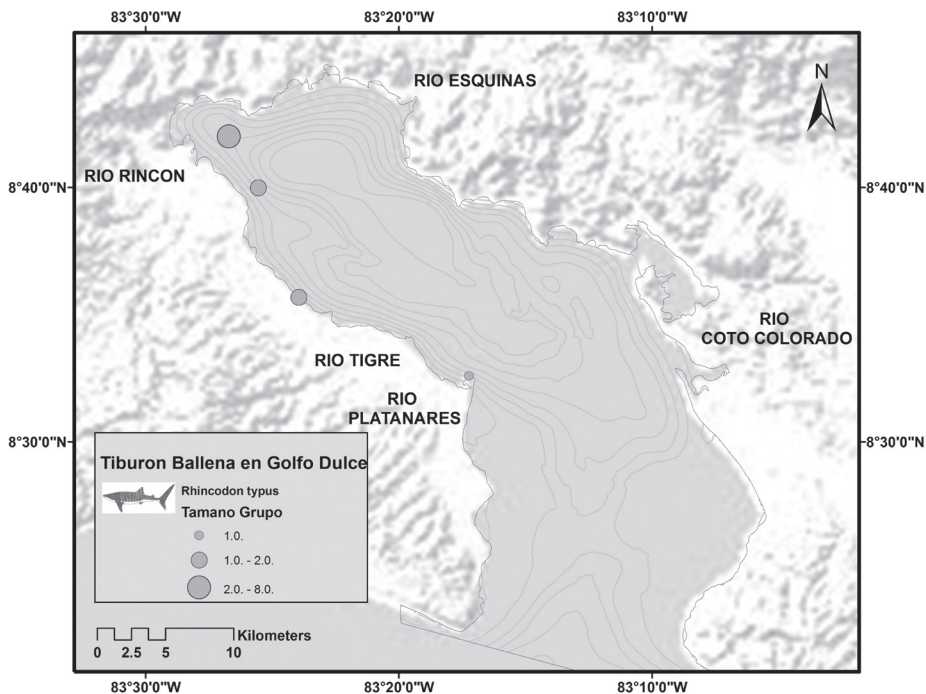 83°30'0"W 83°20'0"W 83°10'0"W
N
RIO ESQUINAS
RIO RINCON
8°40'0"N 8°40'0"N
RIO
COTO COLORADO
RIO TIGRE
RIO
PLATANARES
8°30'0"N 8°30'0"N
Tiburon Ballena en Golfo Dulce
Rhincodon typus
Tamano Grupo
1.0.
1.0. - 2.0.
2.0. - 8.0.
Kilometers
0 2.5 5 10
83°30'0"W 83°20'0"W 83°10'0"W